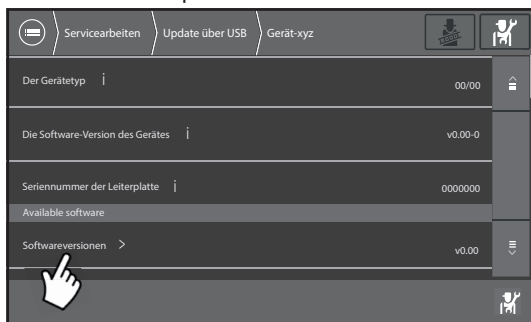 Servicearbeiten
Update über USB
Gerät-xyz
Der Gerätetyp i
00/00
Die Software-Version des Gerätes i
v0.00-0
Seriennummer der Leiterplatte i
0000000
Available software
Softwareversionen >
v0.00